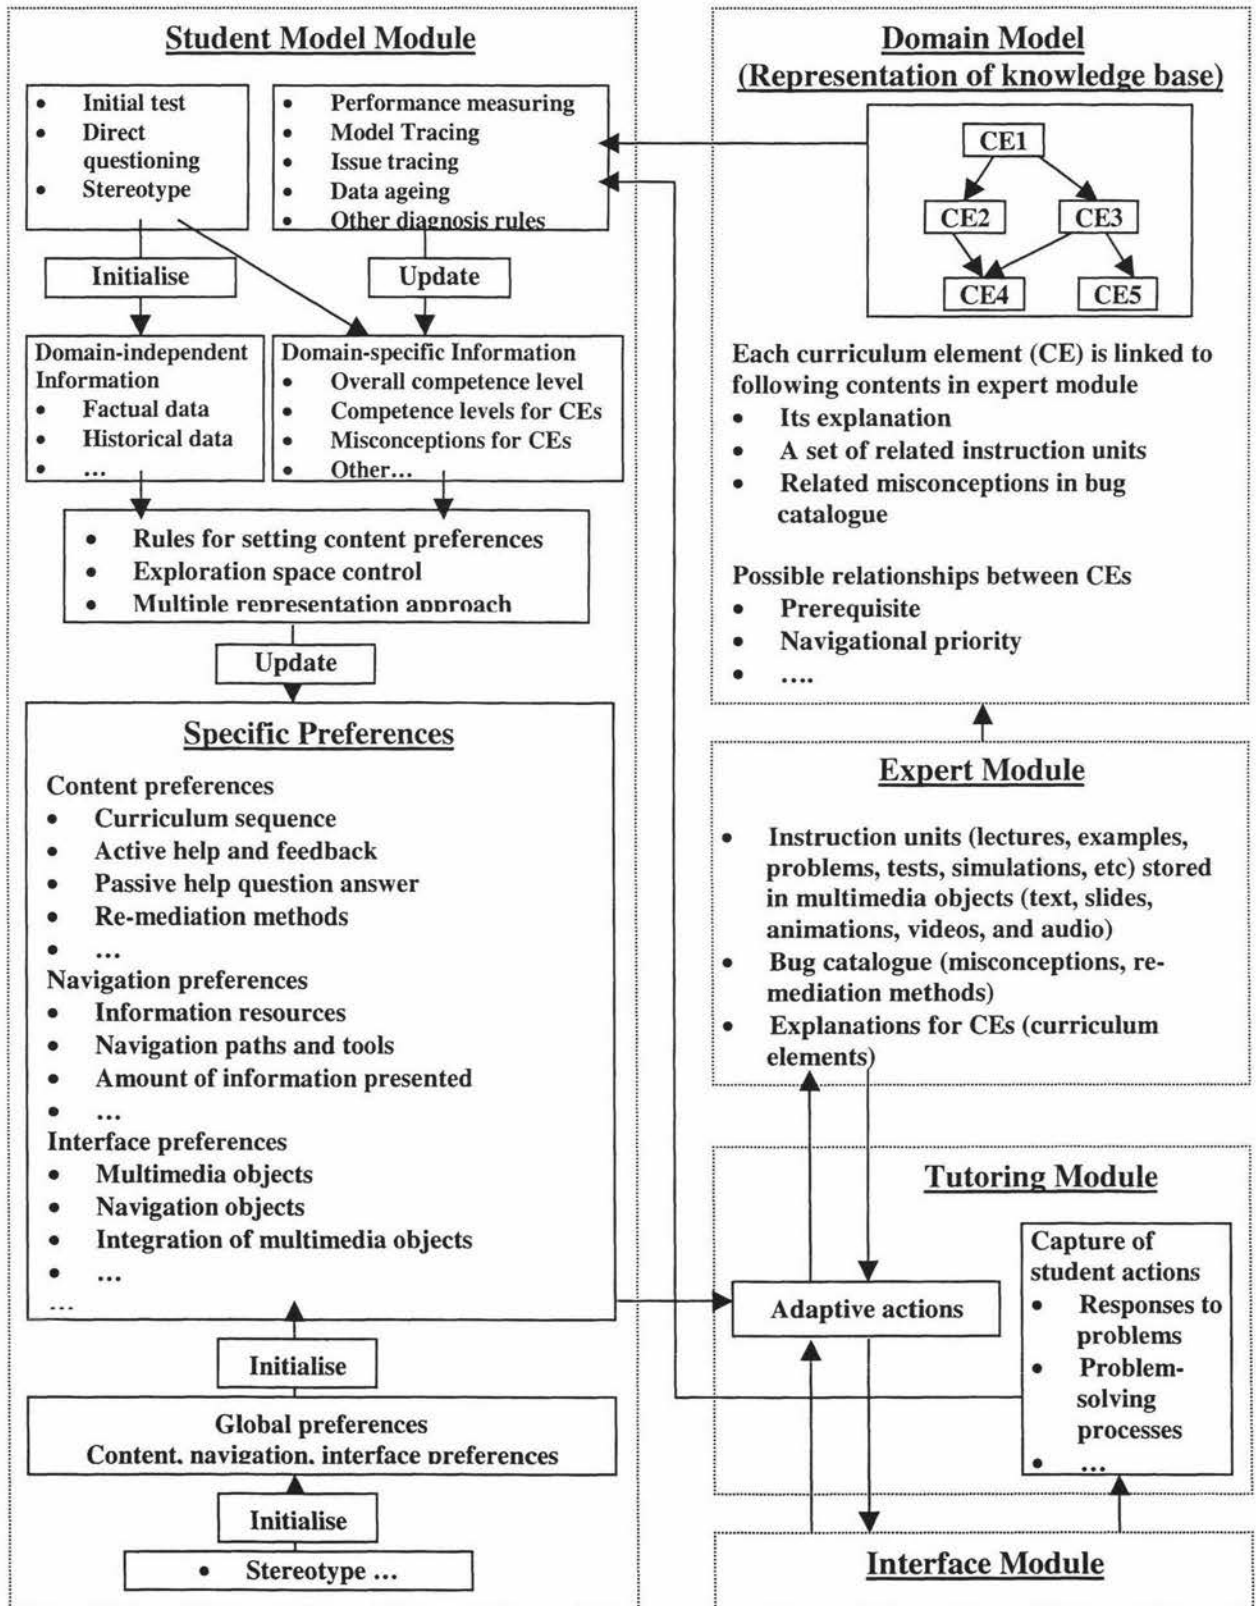 Student Model Module
• Initial test
• Direct
questioning
• Stereotype
• Performance measuring
• Model Tracing
• Issue tracing
• Data ageing
• Other diagnosis rules
Initialise
Update
Domain-independent
Information
• Factual data
• Historical data
• ...
Domain-specific Information
• Overall competence level
• Competence levels for CEs
• Misconceptions for CEs
• Other...
• Rules for setting content preferences
• Exploration space control
• Multiple representation approach
Update
Specific Preferences
Content preferences
• Curriculum sequence
• Active help and feedback
• Passive help question answer
• Re-mediation methods
• ...
Navigation preferences
• Information resources
• Navigation paths and tools
• Amount of information presented
• ...
Interface preferences
• Multimedia objects
• Navigation objects
• Integration of multimedia objects
• ...
...
Initialise
Global preferences
Content, navigation, interface preferences
Initialise
• Stereotype ...
Domain Model
(Representation of knowledge base)
CE1
CE2 CE3
CE4 CE5
Each curriculum element (CE) is linked to
following contents in expert module
• Its explanation
• A set of related instruction units
• Related misconceptions in bug
catalogue
Possible relationships between CEs
• Prerequisite
• Navigational priority
• ....
Expert Module
• Instruction units (lectures, examples,
problems, tests, simulations, etc) stored
in multimedia objects (text, slides,
animations, videos, and audio)
• Bug catalogue (misconceptions, re-
mediation methods)
• Explanations for CEs (curriculum
elements)
Tutoring Module
Adaptive actions
Capture of
student actions
• Responses to
problems
• Problem-
solving
processes
• ...
Interface Module